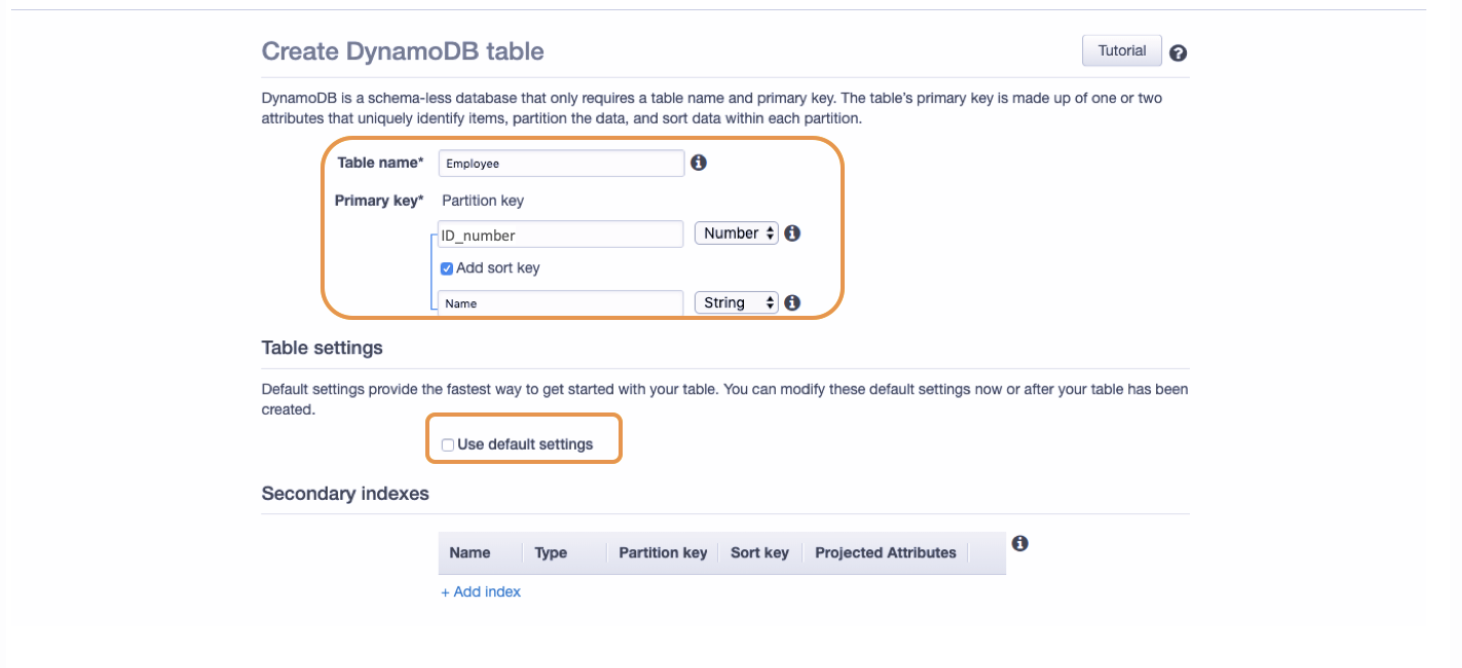 Create DynamoDB table
Tutorial
DynamoDB is a schema-less database that only requires a table name and primary key. The table's primary key is made up of one or two
attributes that uniquely identify items, partition the data, and sort data within each partition.
Table name* Employee
Primary key* Partition key
ID_number Number
Add sort key
Name String
Table settings
Default settings provide the fastest way to get started with your table. You can modify these default settings now or after your table has been
created.
Use default settings
Secondary indexes
Name Type Partition key Sort key Projected Attributes
+ Add index